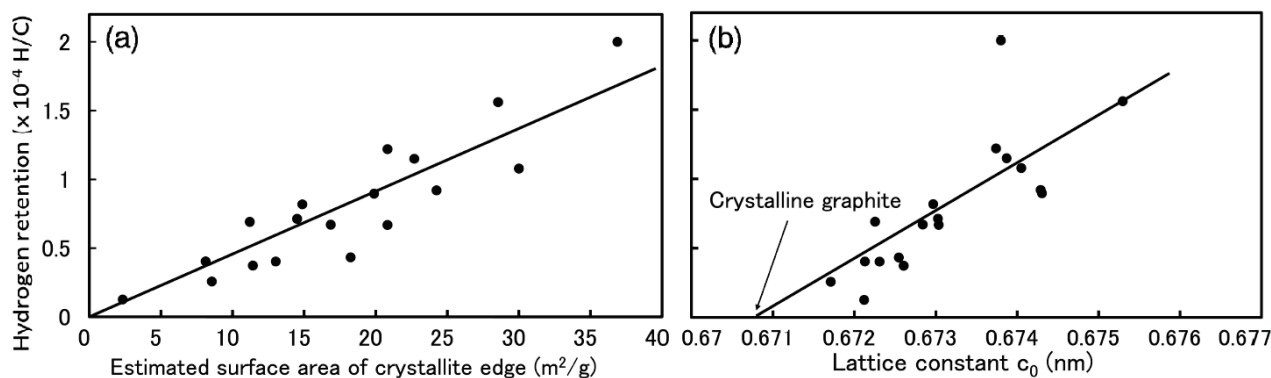 (a)
Hydrogen retention (x 10⁻⁴ H/C)
2
1.5
1
0.5
0
0 5 10 15 20 25 30 35 40
Estimated surface area of crystallite edge (m²/g)
(b)
Crystalline graphite
0.67 0.671 0.672 0.673 0.674 0.675 0.676 0.677
Lattice constant c₀ (nm)